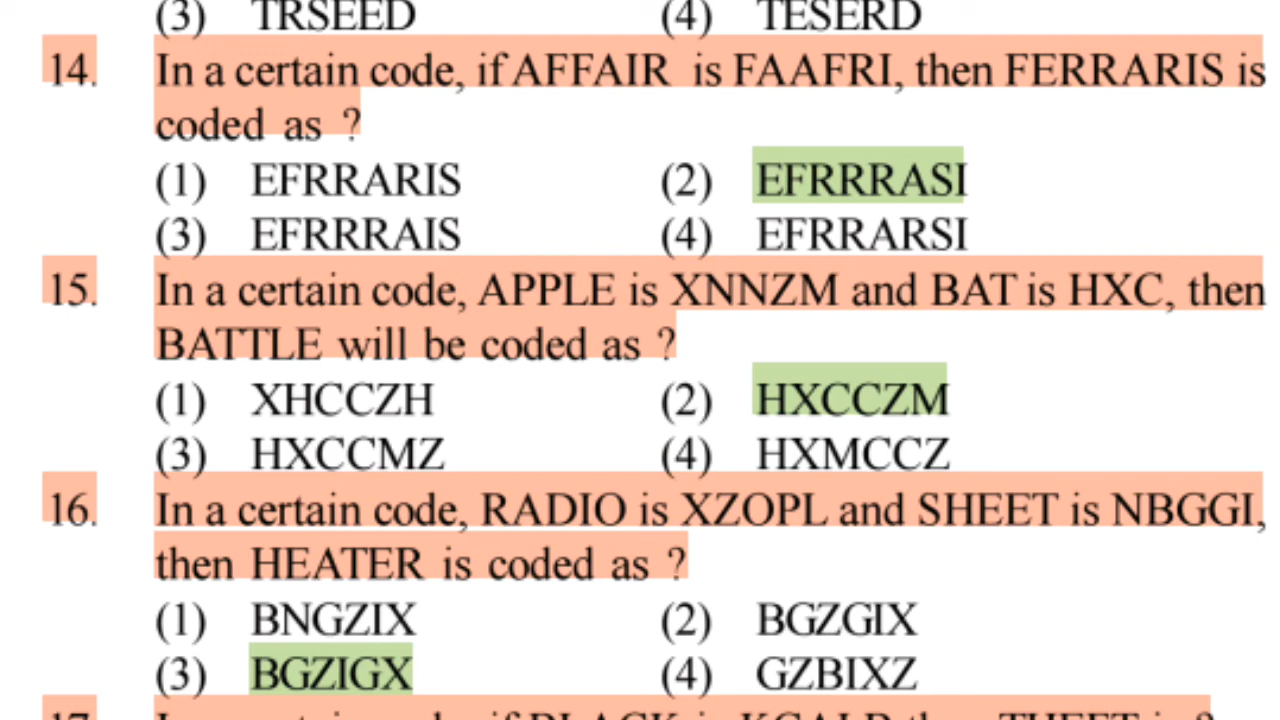 (3) TRSEED (4) TESERD
14. In a certain code, if AFFAIR is FAAFRI, then FERRARIS is
coded as ?
(1) EFRRARIS (2) EFRRRASI
(3) EFRRRAIS (4) EFRRARSI
15. In a certain code, APPLE is XNNZM and BAT is HXC, then
BATTLE will be coded as ?
(1) XHCCZH (2) HXCCZM
(3) HXCCMZ (4) HXMCCZ
16. In a certain code, RADIO is XZOPL and SHEET is NBGGI,
then HEATER is coded as ?
(1) BNGZIX (2) BGZGIX
(3) BGZIGX (4) GZBIXZ
17.